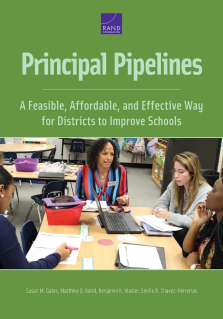 RAND
Principal Pipelines
A Feasible, Affordable, and Effective Way
for Districts to Improve Schools
Susan M. Gates, Matthew D. Baird, Benjamin K. Master, Emilio R. Chavez-Herrerias